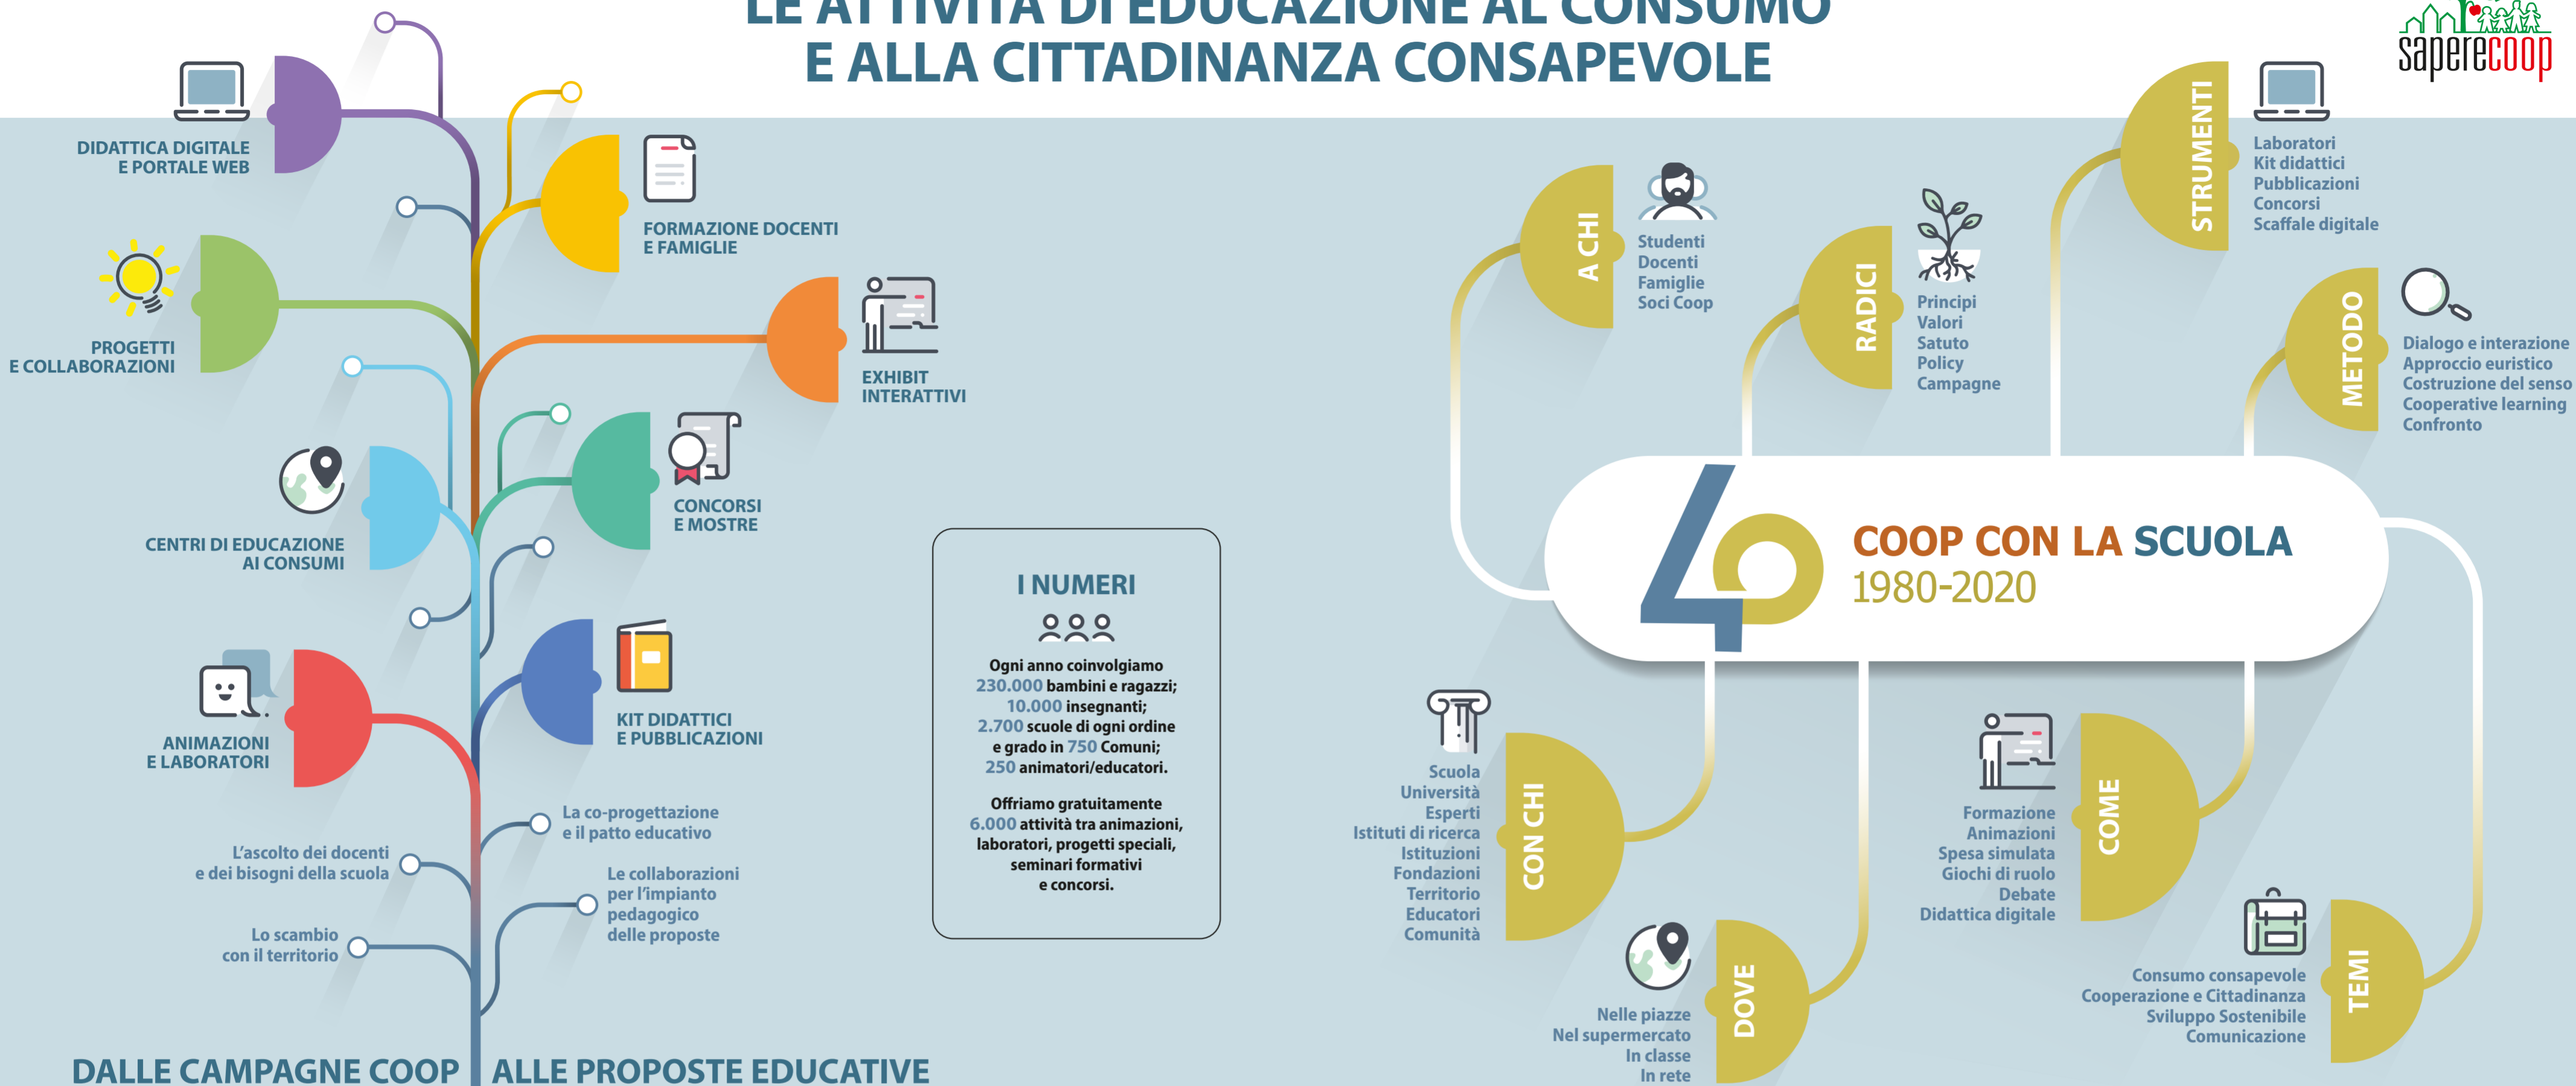 LE ATTIVITÀ DI EDUCAZIONE AL CONSUMO
E ALLA CITTADINANZA CONSAPEVOLE
saperecoop
DIDATTICA DIGITALE
E PORTALE WEB
FORMAZIONE DOCENTI
E FAMIGLIE
PROGETTI
E COLLABORAZIONI
EXHIBIT
INTERATTIVI
CENTRI DI EDUCAZIONE
AI CONSUMI
CONCORSI
E MOSTRE
ANIMAZIONI
E LABORATORI
KIT DIDATTICI
E PUBBLICAZIONI
La co-progettazione
e il patto educativo
L'ascolto dei docenti
e dei bisogni della scuola
Le collaborazioni
per l'impianto
pedagogico
delle proposte
Lo scambio
con il territorio
DALLE CAMPAGNE COOP
ALLE PROPOSTE EDUCATIVE
I NUMERI
Ogni anno coinvolgiamo
230.000 bambini e ragazzi;
10.000 insegnanti;
2.700 scuole di ogni ordine
e grado in 750 Comuni;
250 animatori/educatori.
Offriamo gratuitamente
6.000 attività tra animazioni,
laboratori, progetti speciali,
seminari formativi
e concorsi.
A CHI
Studenti
Docenti
Famiglie
Soci Coop
RADICI
Principi
Valori
Satuto
Policy
Campagne
STRUMENTI
Laboratori
Kit didattici
Pubblicazioni
Concorsi
Scaffale digitale
METODO
Dialogo e interazione
Approccio euristico
Costruzione del senso
Cooperative learning
Confronto
40
COOP CON LA SCUOLA
1980-2020
CON CHI
Scuola
Università
Esperti
Istituti di ricerca
Istituzioni
Fondazioni
Territorio
Educatori
Comunità
DOVE
Nelle piazze
Nel supermercato
In classe
In rete
COME
Formazione
Animazioni
Spesa simulata
Giochi di ruolo
Debate
Didattica digitale
TEMI
Consumo consapevole
Cooperazione e Cittadinanza
Sviluppo Sostenibile
Comunicazione